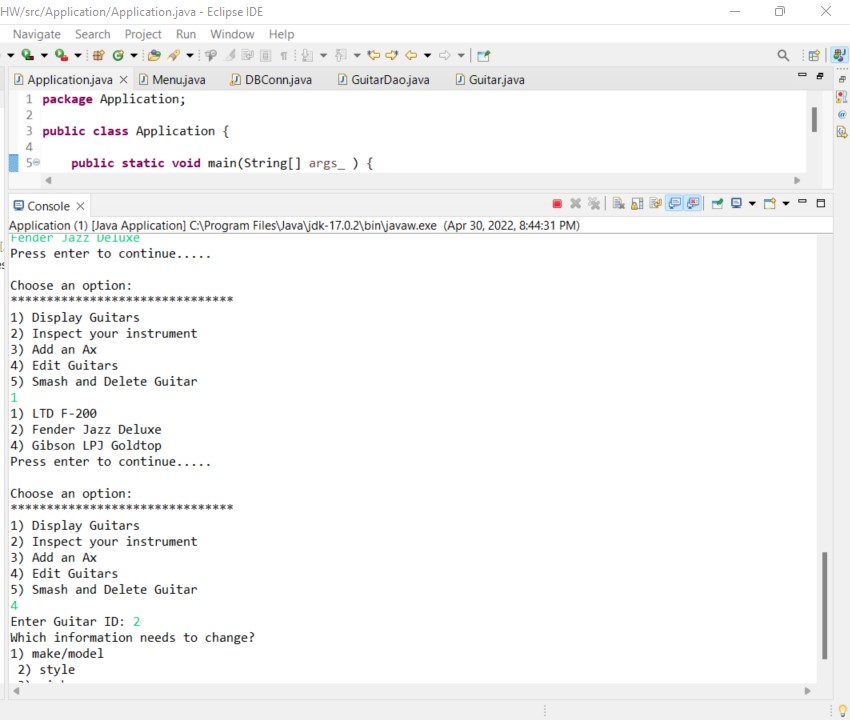 HW/src/Application/Application.java - Eclipse IDE
Navigate Search Project Run Window Help
Application.java Menu.java DBConn.java GuitarDao.java Guitar.java
1 package Application;
2
3 public class Application {
4
5 public static void main(String[] args_ ) {
Console
Application (1) [Java Application] C:\Program Files\Java\jdk-17.0.2\bin\javaw.exe (Apr 30, 2022, 8:44:31 PM)
Fender Jazz Deluxe
Press enter to continue.....
Choose an option:
*******************************
1) Display Guitars
2) Inspect your instrument
3) Add an Ax
4) Edit Guitars
5) Smash and Delete Guitar
1
1) LTD F-200
2) Fender Jazz Deluxe
4) Gibson LPJ Goldtop
Press enter to continue.....
Choose an option:
*******************************
1) Display Guitars
2) Inspect your instrument
3) Add an Ax
4) Edit Guitars
5) Smash and Delete Guitar
4
Enter Guitar ID: 2
Which information needs to change?
1) make/model
2) style